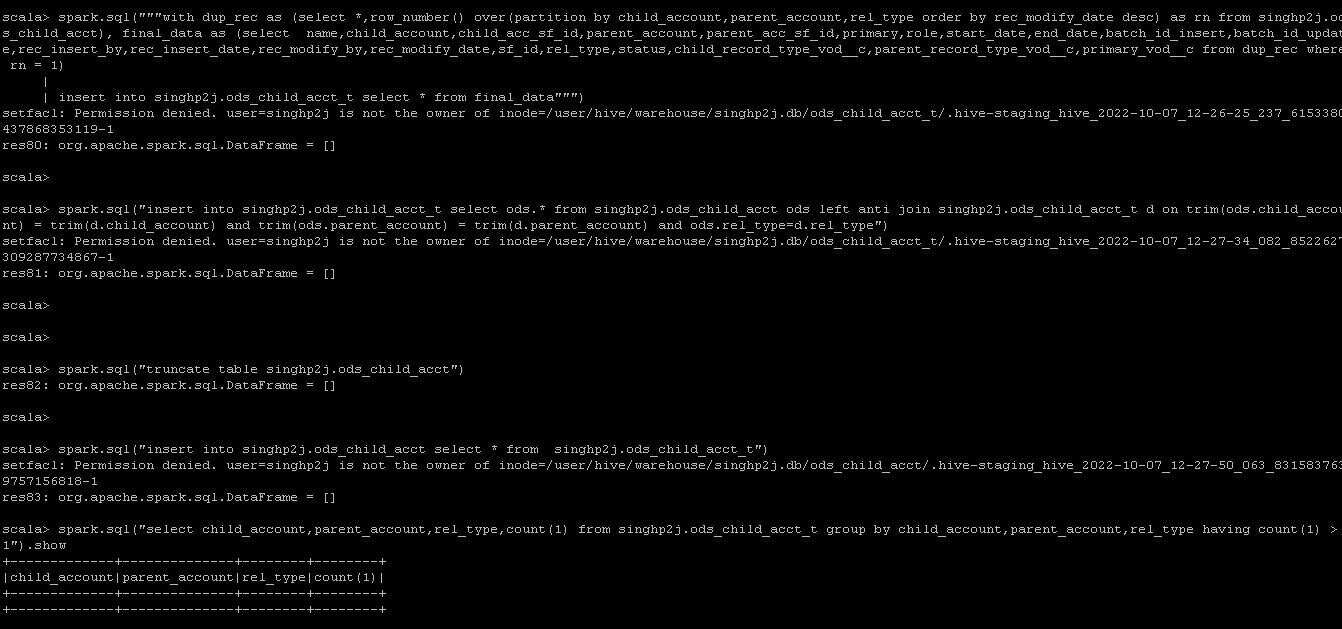 scala> spark.sql("""with dup_rec as (select *,row_number() over(partition by child_account,parent_account,rel_type order by rec_modify_date desc) as rn from singhp2j.od
s_child_acct), final_data as (select  name,child_account,child_acc_sf_id,parent_account,parent_acc_sf_id,primary,role,start_date,end_date,batch_id_insert,batch_id_updat
e,rec_insert_by,rec_insert_date,rec_modify_by,rec_modify_date,sf_id,rel_type,status,child_record_type_vod__c,parent_record_type_vod__c,primary_vod__c from dup_rec where
 rn = 1)
     |
     | insert into singhp2j.ods_child_acct_t select * from final_data""")
setfacl: Permission denied. user=singhp2j is not the owner of inode=/user/hive/warehouse/singhp2j.db/ods_child_acct_t/.hive-staging_hive_2022-10-07_12-26-25_237_6153380
437868353119-1
res80: org.apache.spark.sql.DataFrame = []
scala>
scala> spark.sql("insert into singhp2j.ods_child_acct_t select ods.* from singhp2j.ods_child_acct ods left anti join singhp2j.ods_child_acct_t d on trim(ods.child_accou
nt) = trim(d.child_account) and trim(ods.parent_account) = trim(d.parent_account) and ods.rel_type=d.rel_type")
setfacl: Permission denied. user=singhp2j is not the owner of inode=/user/hive/warehouse/singhp2j.db/ods_child_acct_t/.hive-staging_hive_2022-10-07_12-27-34_082_8522627
309287734867-1
res81: org.apache.spark.sql.DataFrame = []
scala>
scala>
scala> spark.sql("truncate table singhp2j.ods_child_acct")
res82: org.apache.spark.sql.DataFrame = []
scala>
scala> spark.sql("insert into singhp2j.ods_child_acct select * from  singhp2j.ods_child_acct_t")
setfacl: Permission denied. user=singhp2j is not the owner of inode=/user/hive/warehouse/singhp2j.db/ods_child_acct/.hive-staging_hive_2022-10-07_12-27-50_063_831583763
9757156818-1
res83: org.apache.spark.sql.DataFrame = []
scala> spark.sql("select child_account,parent_account,rel_type,count(1) from singhp2j.ods_child_acct_t group by child_account,parent_account,rel_type having count(1) >
1").show
+-------------+--------------+--------+--------+
|child_account|parent_account|rel_type|count(1)|
+-------------+--------------+--------+--------+
+-------------+--------------+--------+--------+